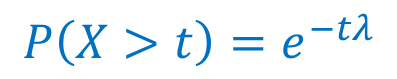 P(X > t) = e^{-tλ}